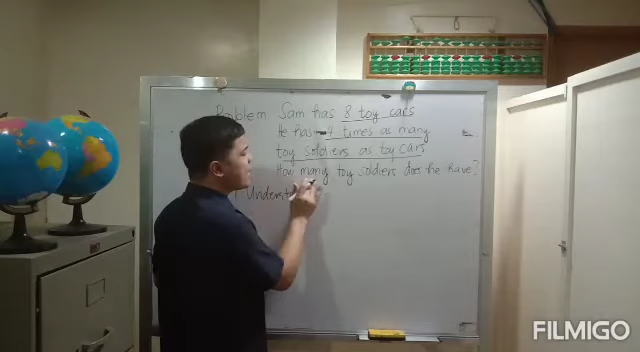 Problem Sam has 8 toy cars
He has 4 times as many
toy soldiers as toy cars
How many toy soldiers does he have?
FILMIGO